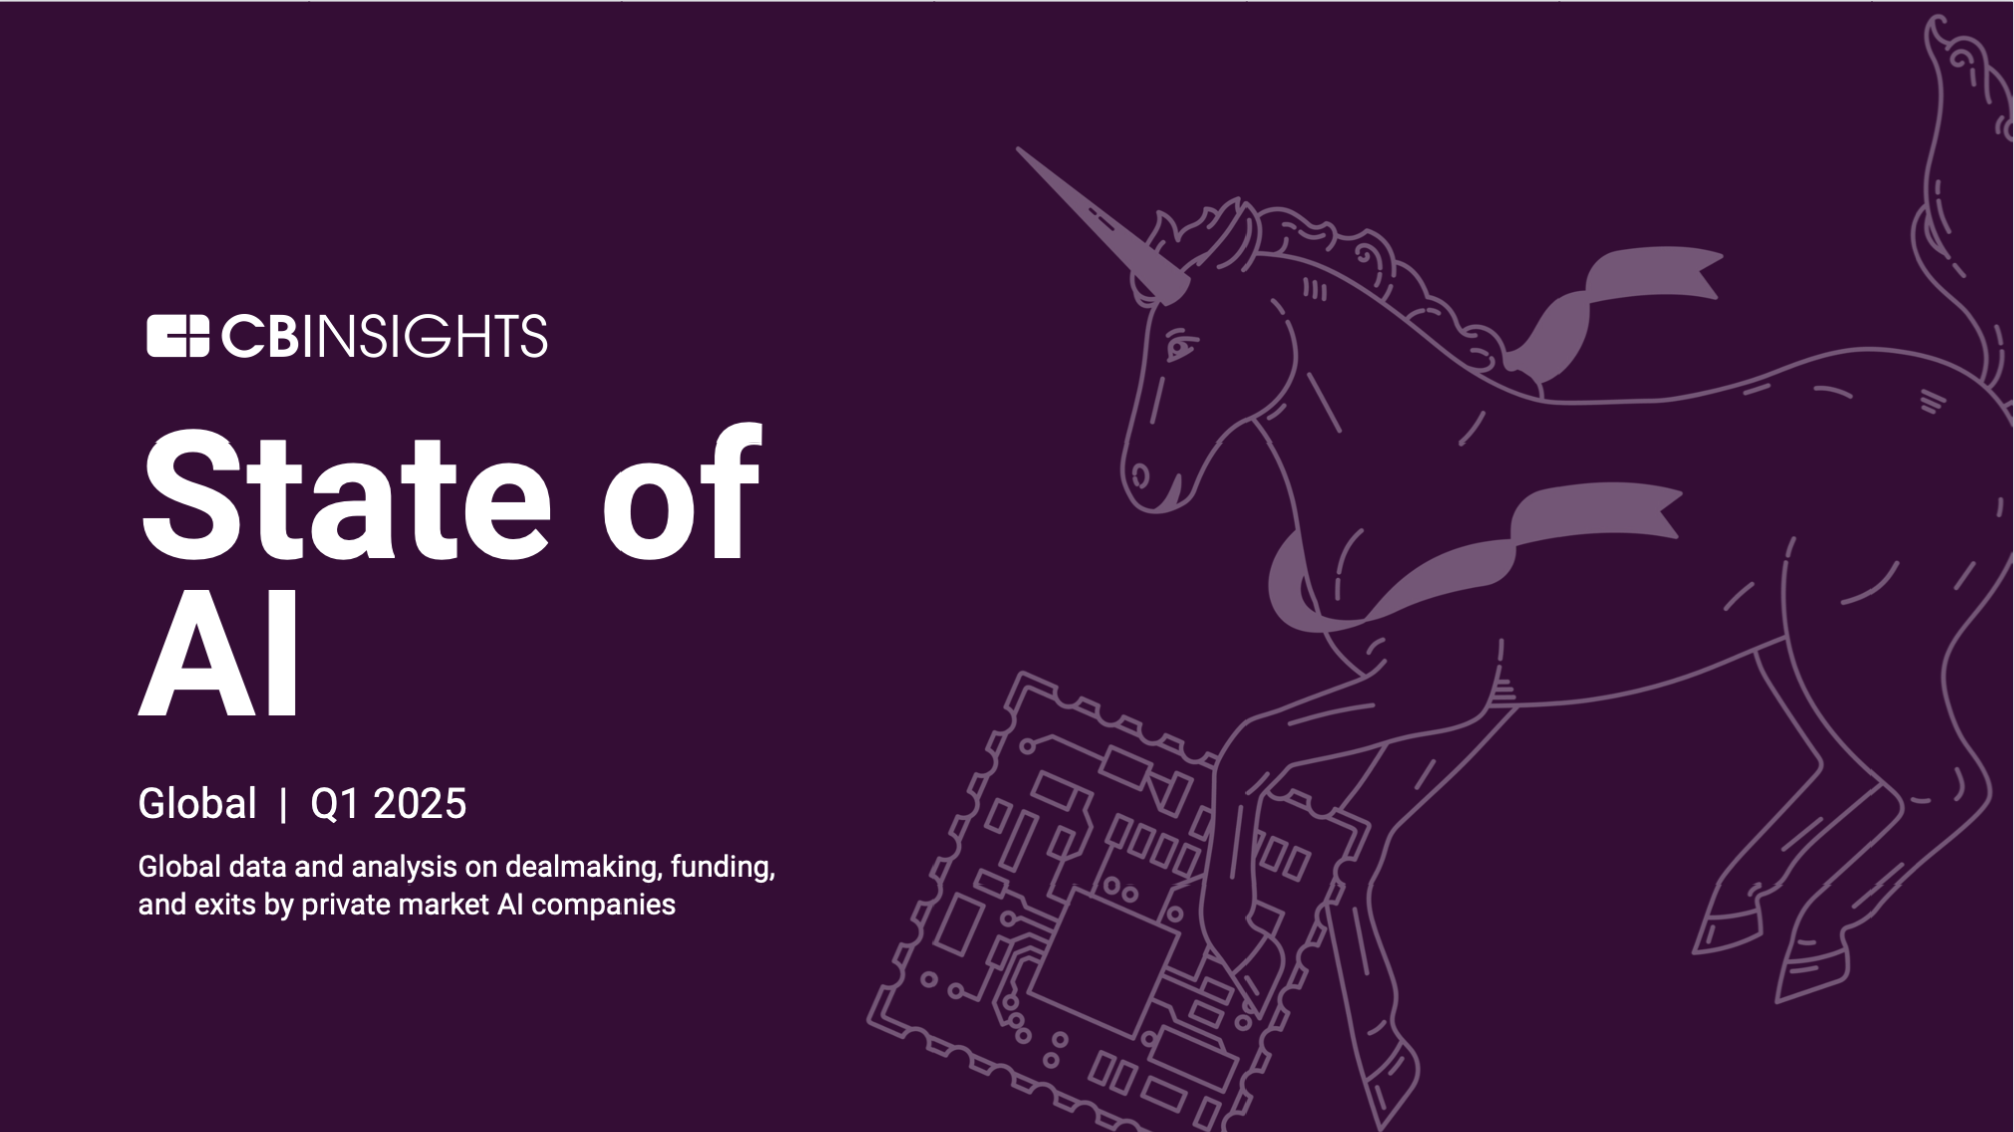 CBINSIGHTS
State of
AI
Global | Q1 2025
Global data and analysis on dealmaking, funding,
and exits by private market AI companies